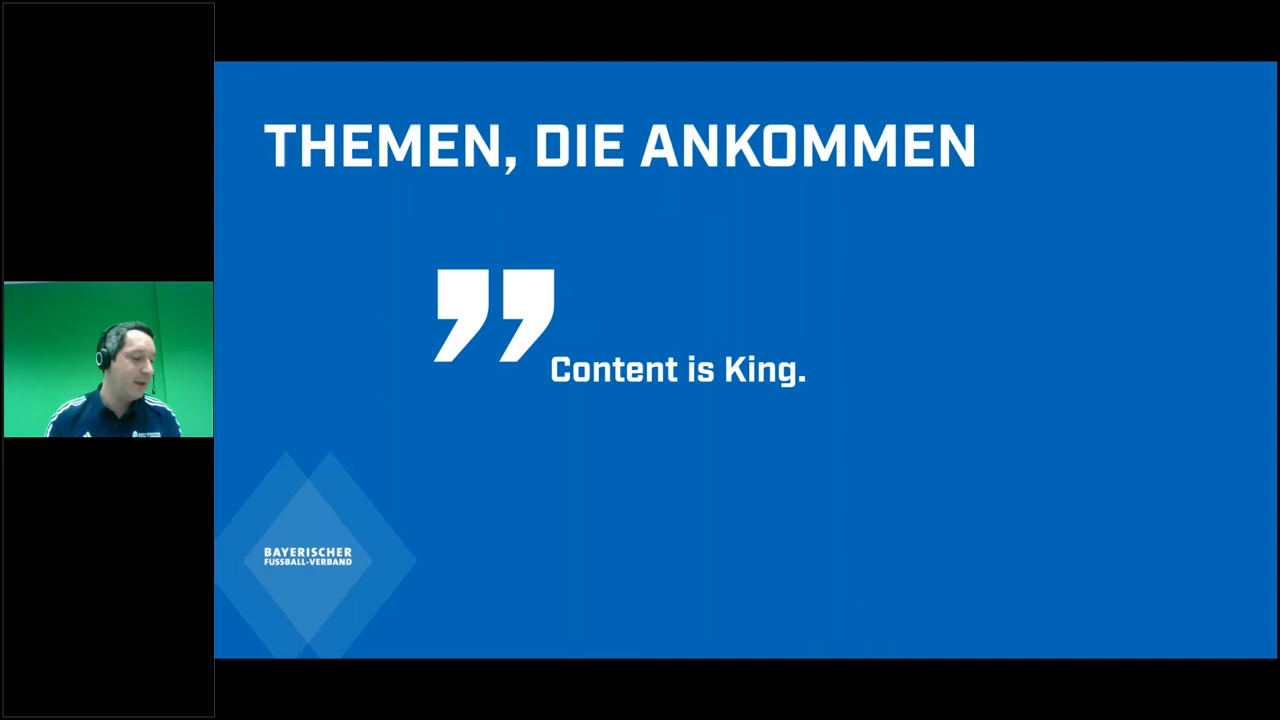 THEMEN, DIE ANKOMMEN
” Content is King.
BAYERISCHER
FUSSBALL-VERBAND